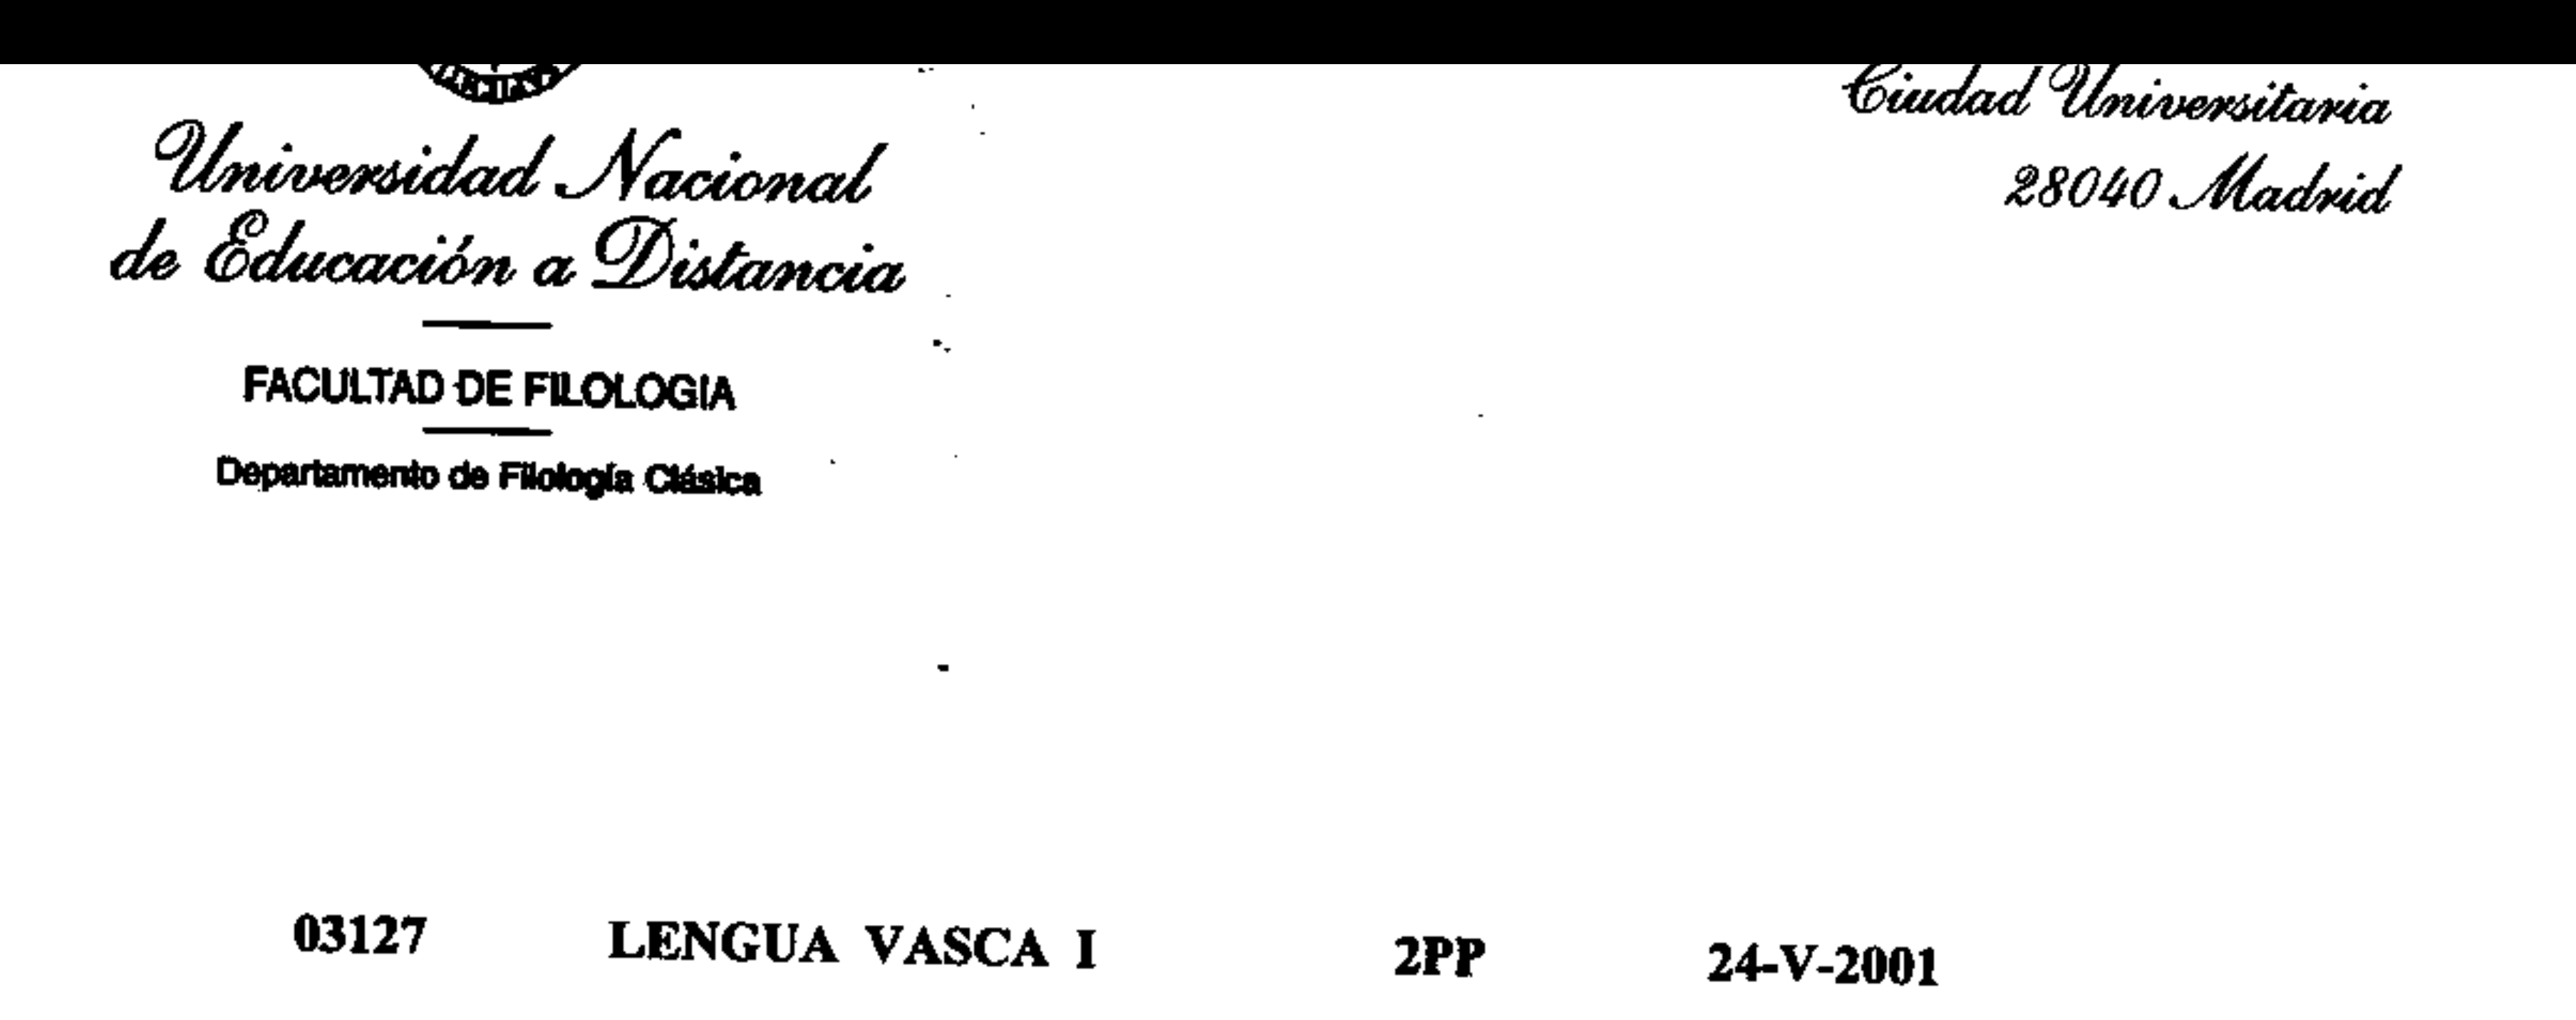 Universidad Nacional
de Educación a Distancia
FACULTAD DE FILOLOGIA
Departamento de Filología Clásica
Ciudad Universitaria
28040 Madrid
03127 LENGUA VASCA I 2PP 24-V-2001